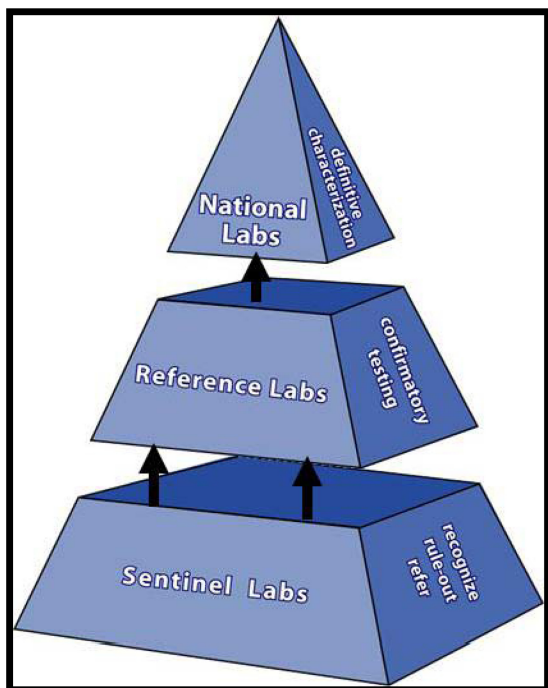 National
Labs
definitive
characterization
Reference Labs
confirmatory
testing
Sentinel Labs
recognize
rule-out
refer